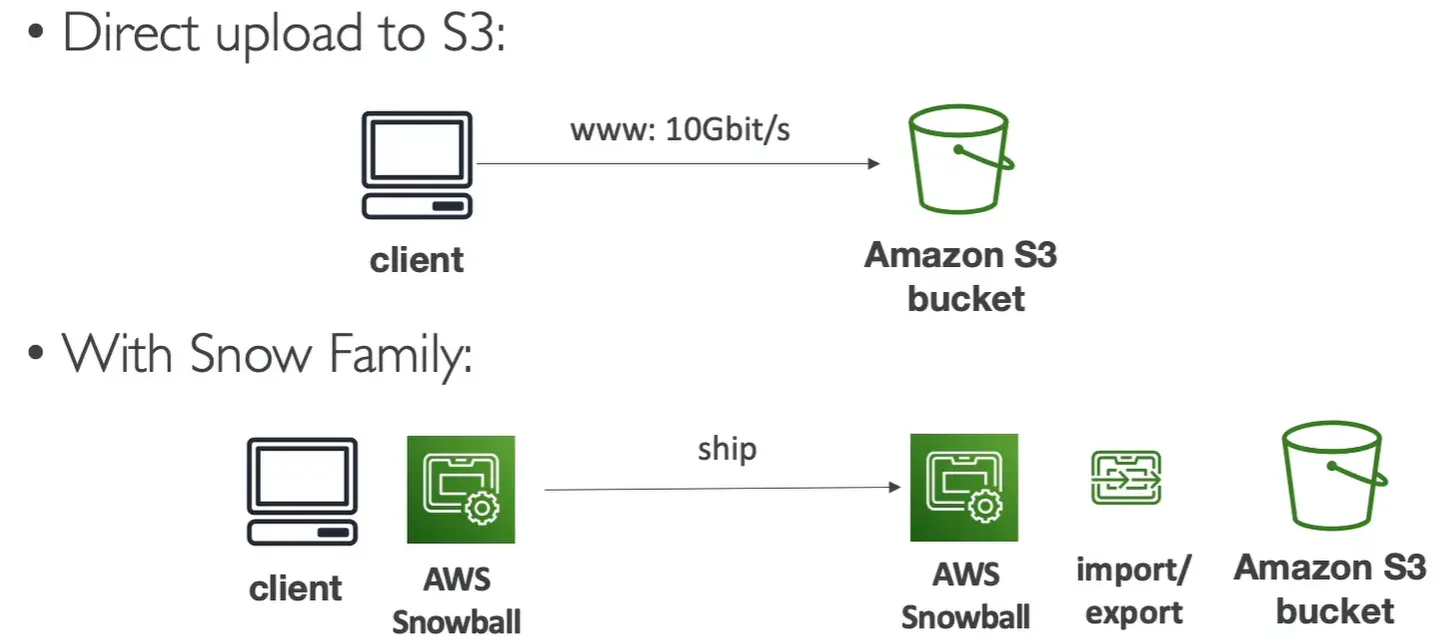 • Direct upload to S3:
www: 10Gbit/s
client
Amazon S3
bucket
• With Snow Family:
ship
client
AWS
Snowball
AWS
Snowball
import/
export
Amazon S3
bucket